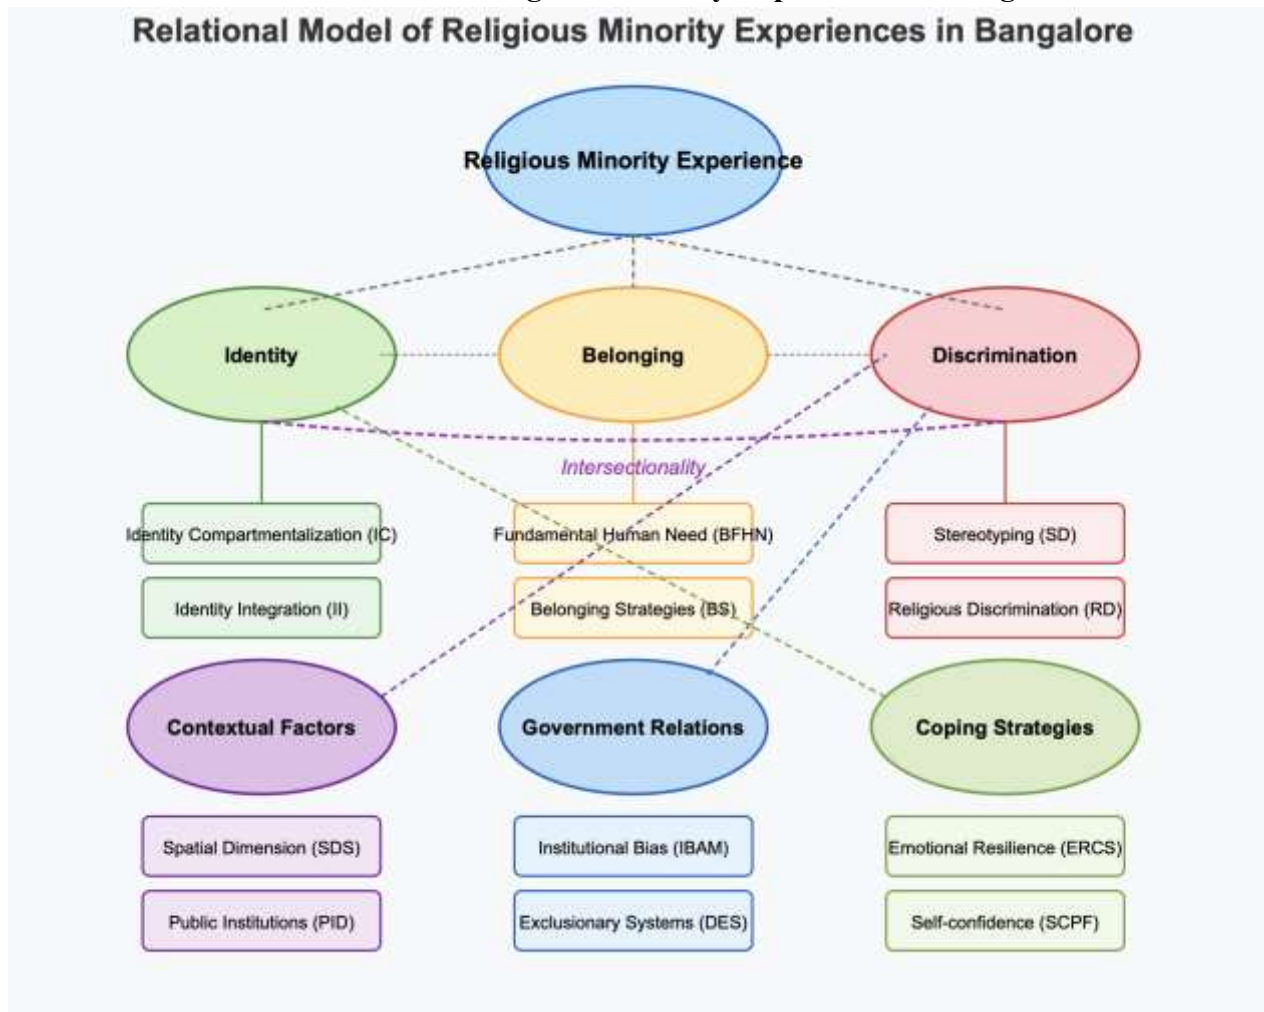 Relational Model of Religious Minority Experiences in Bangalore
Religious Minority Experience
Identity
Belonging
Discrimination
Intersectionality
Identity Compartmentalization (IC)
Fundamental Human Need (BFHN)
Stereotyping (SD)
Identity Integration (II)
Belonging Strategies (BS)
Religious Discrimination (RD)
Contextual Factors
Government Relations
Coping Strategies
Spatial Dimension (SDS)
Institutional Bias (IBAM)
Emotional Resilience (ERCS)
Public Institutions (PID)
Exclusionary Systems (DES)
Self-confidence (SCPF)